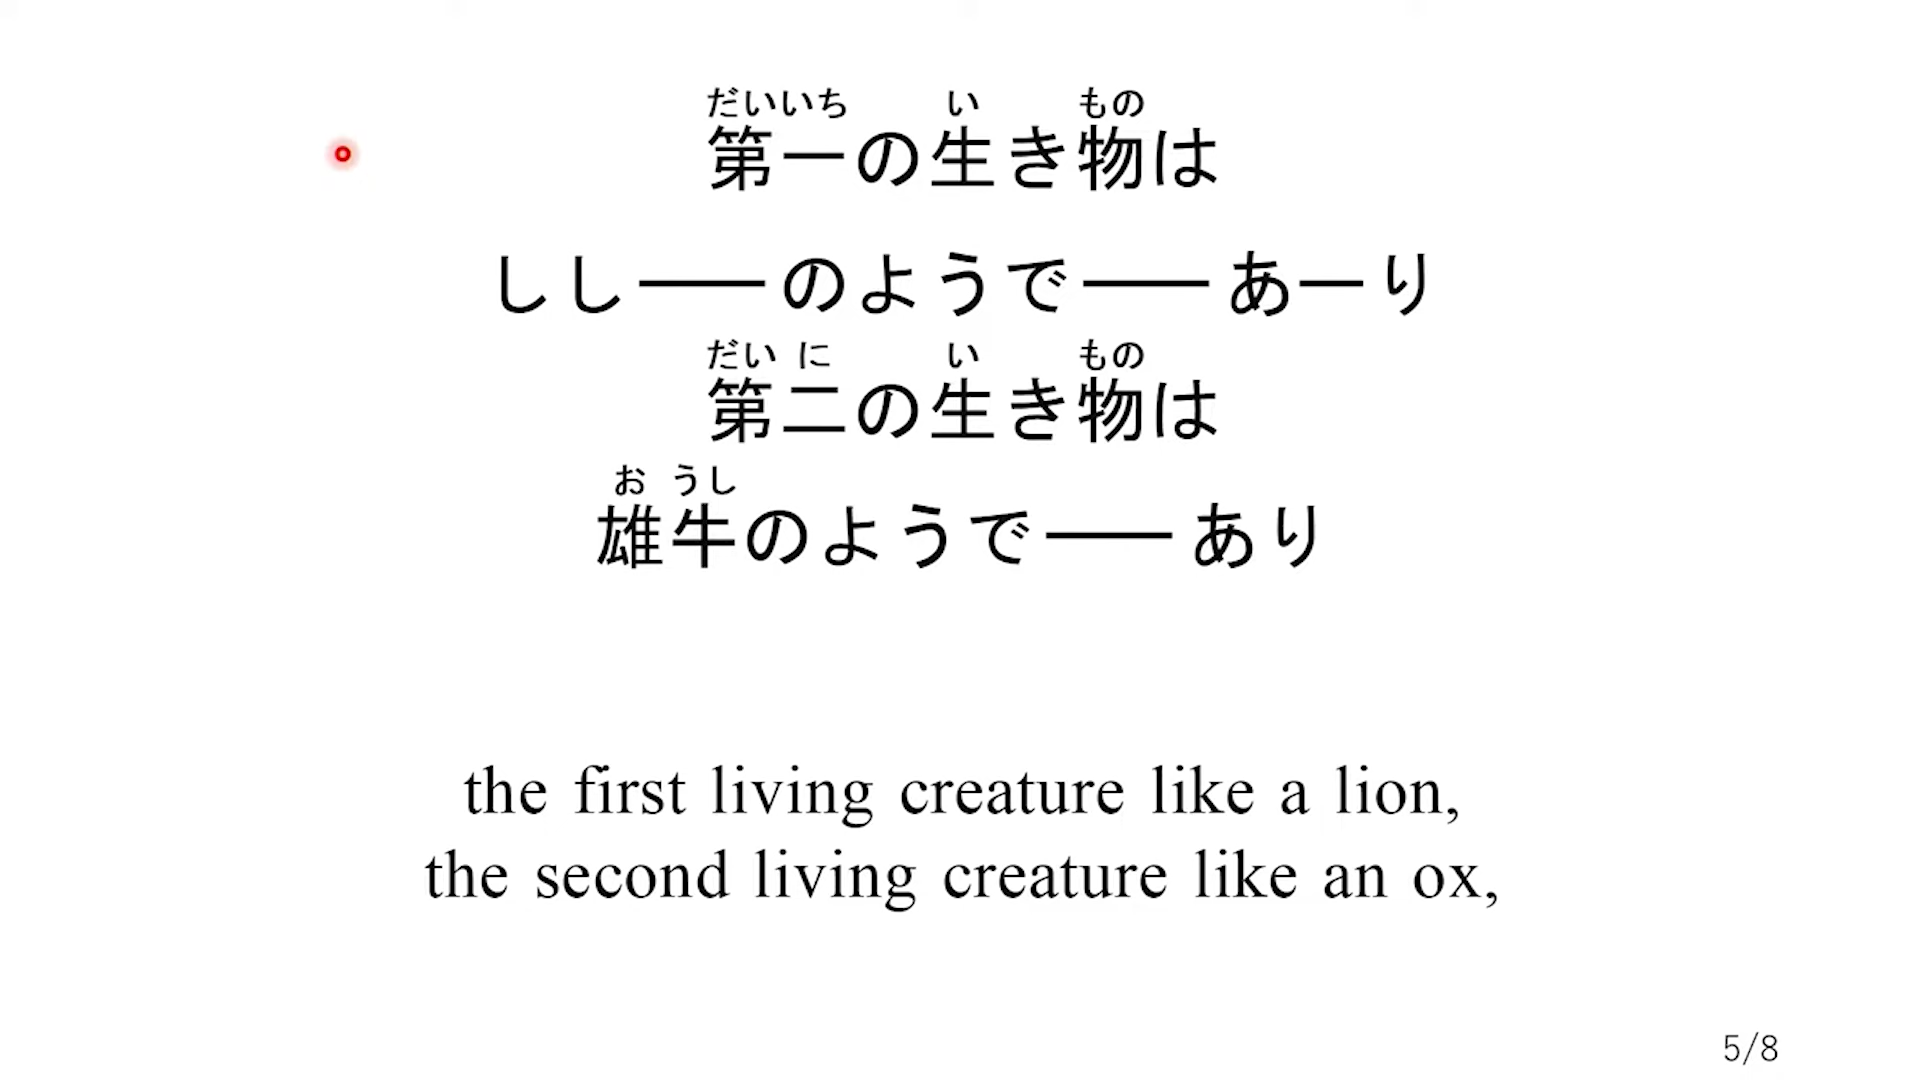 だいいち い もの
第一の生き物は
しし――のようで――あーり
だい に い もの
第二の生き物は
お うし
雄牛のようで――あり
the first living creature like a lion,
the second living creature like an ox,
5/8